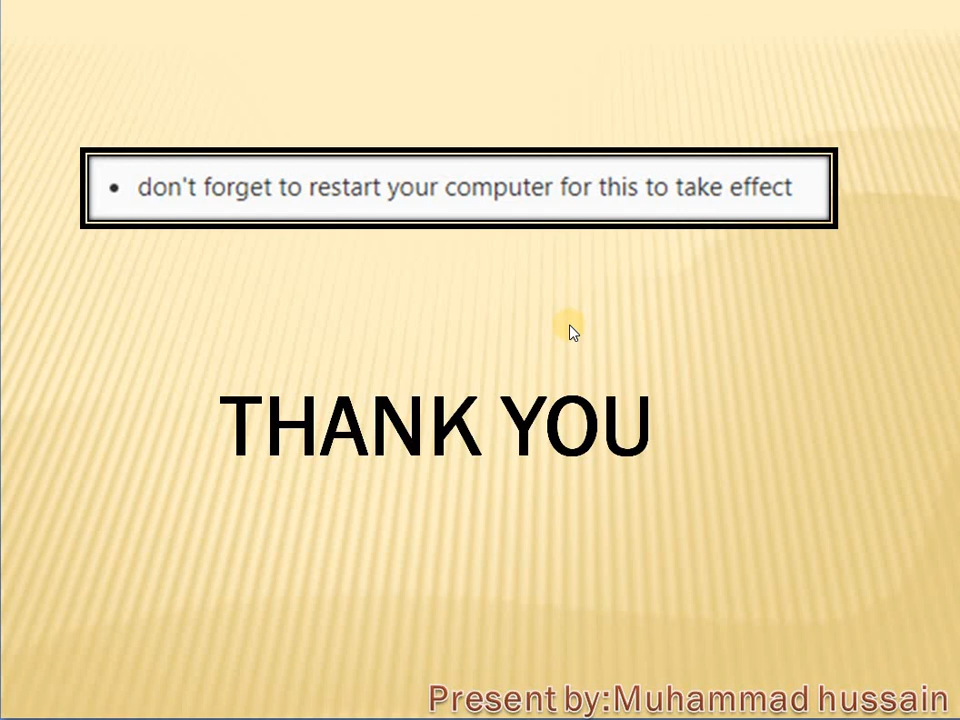 • don't forget to restart your computer for this to take effect
THANK YOU
Present by:Muhammad hussain